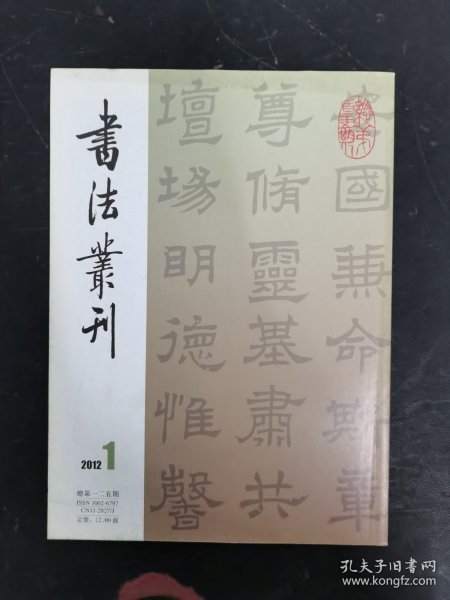 書法叢刊
2012 1
總第一二五期
ISSN 1002-6797
CN11-2827/J
定價：12.00圓
國兼命斯章
尊脩靈基肅共
壇場明德惟馨
孔夫子旧书网
www.kongfz.com